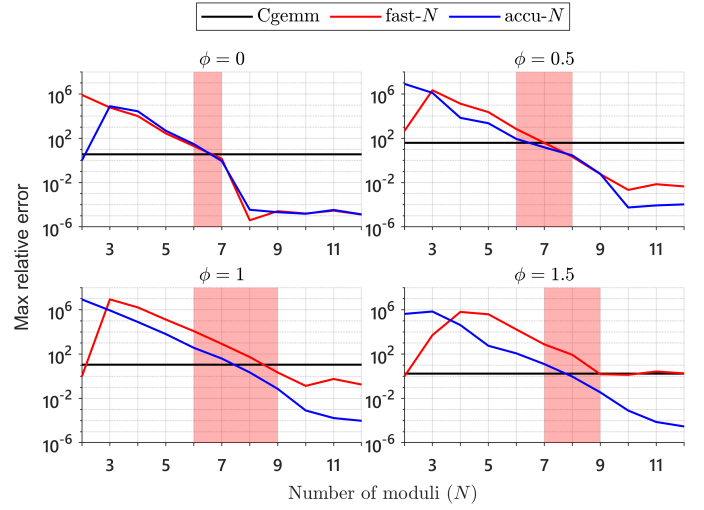 Cgemm fast-N accu-N
ϕ = 0
10^6
10^2
10^-2
10^-6
3 5 7 9 11
ϕ = 0.5
10^6
10^2
10^-2
10^-6
3 5 7 9 11
ϕ = 1
10^6
10^2
10^-2
10^-6
3 5 7 9 11
ϕ = 1.5
10^6
10^2
10^-2
10^-6
3 5 7 9 11
Max relative error
Number of moduli (N)